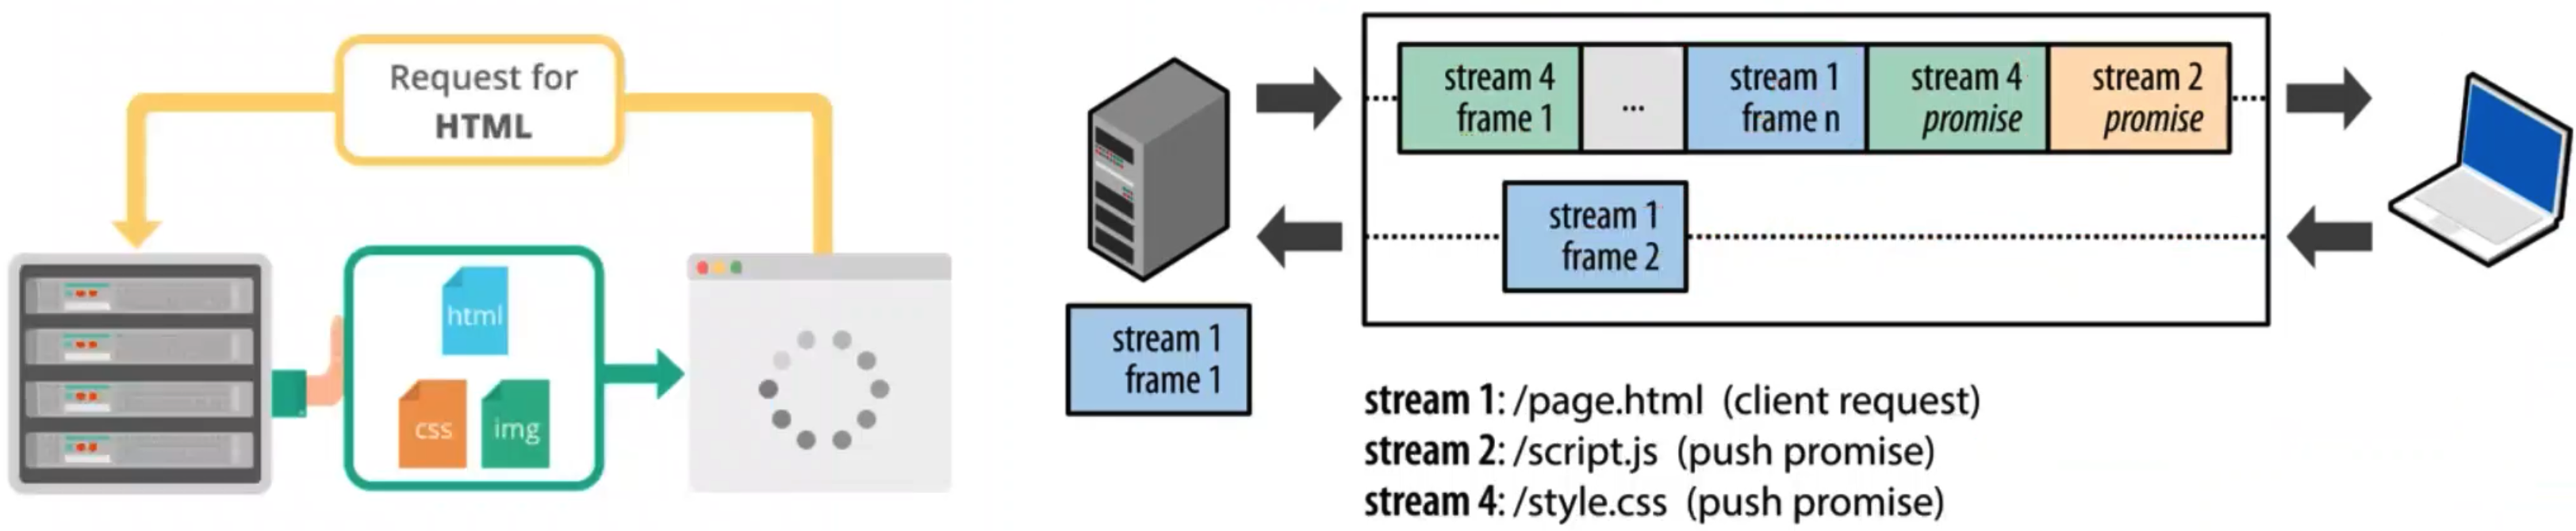 Request for
HTML
html
css
img
stream 4
frame 1
...
stream 1
frame n
stream 4
promise
stream 2
promise
stream 1
frame 2
stream 1
frame 1
stream 1: /page.html (client request)
stream 2: /script.js (push promise)
stream 4: /style.css (push promise)